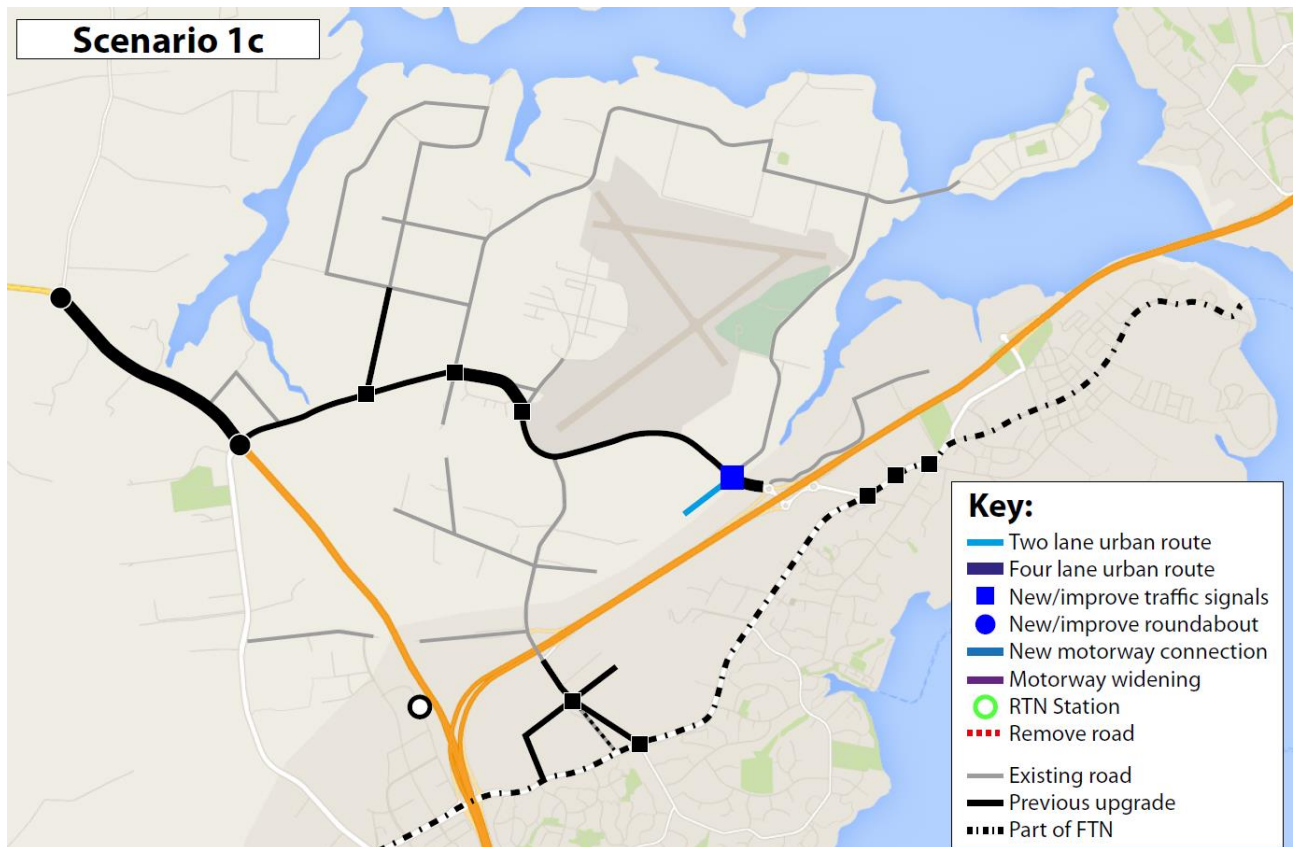 Scenario 1c
Key:
Two lane urban route
Four lane urban route
New/improve traffic signals
New/improve roundabout
New motorway connection
Motorway widening
RTN Station
Remove road
Existing road
Previous upgrade
Part of FTN